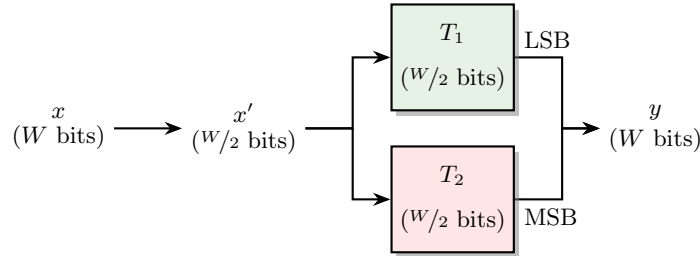 x
(W bits)
x′
(W/2 bits)
T1
(W/2 bits)
LSB
T2
(W/2 bits)
MSB
y
(W bits)